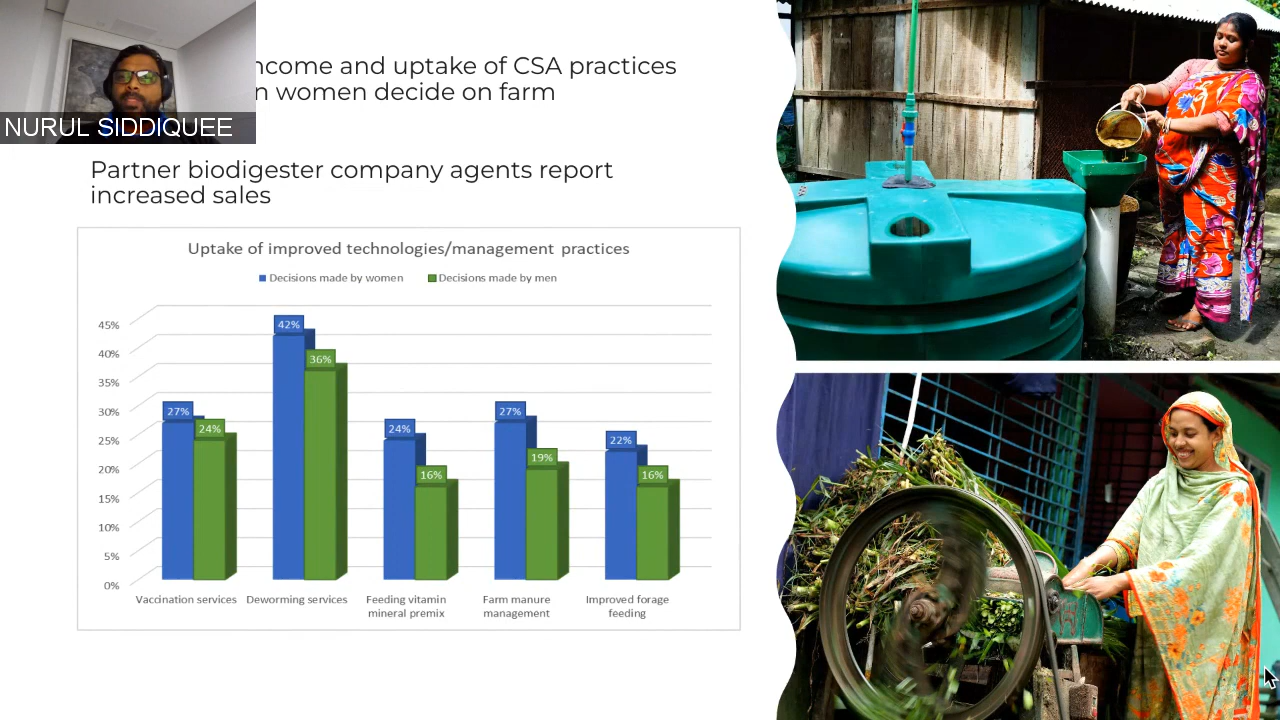 ncome and uptake of CSA practices
n women decide on farm
NURUL SIDDIQUEE
Partner biodigester company agents report
increased sales
Uptake of improved technologies/management practices
Decisions made by women Decisions made by men
45%
40%
35%
30%
25%
20%
15%
10%
5%
0%
27% 24% 42% 36% 24% 16% 27% 19% 22% 16%
Vaccination services Deworming services Feeding vitamin Farm manure Improved forage
mineral premix management feeding